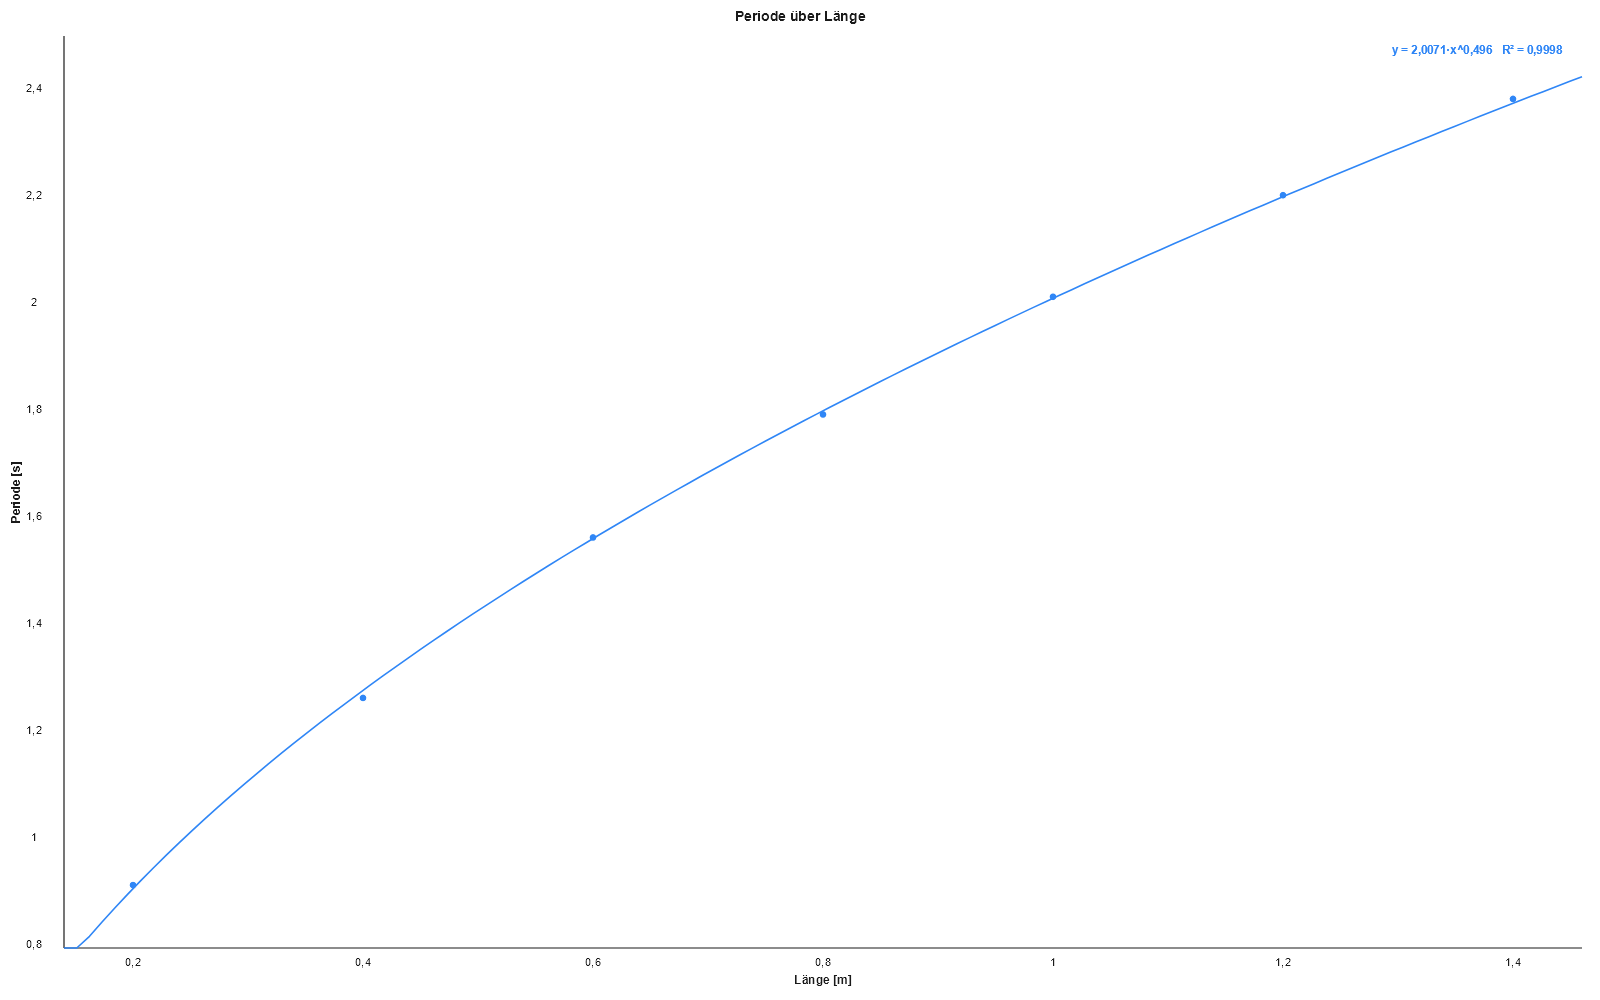 Periode über Länge
y = 2,0071·x^0,496 R² = 0,9998
2,4
2,2
2
1,8
1,6
1,4
1,2
1
0,8
Periode [s]
0,2 0,4 0,6 0,8 1 1,2 1,4
Länge [m]